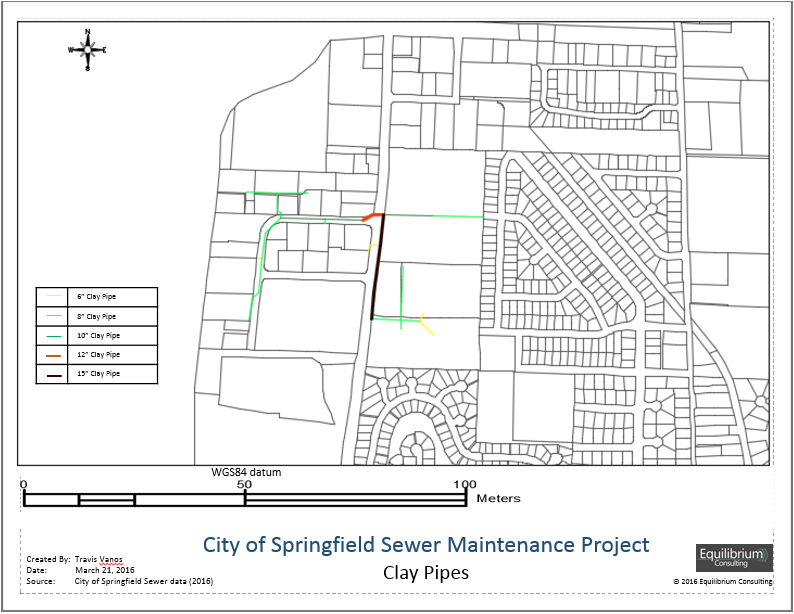 N
W E
S
6" Clay Pipe
8" Clay Pipe
10" Clay Pipe
12" Clay Pipe
15" Clay Pipe
WGS84 datum
0 50 100
Meters
City of Springfield Sewer Maintenance Project
Clay Pipes
Created By: Travis Vanos
Date: March 21, 2016
Source: City of Springfield Sewer data (2016)
Equilibrium
Consulting
© 2016 Equilibrium Consulting